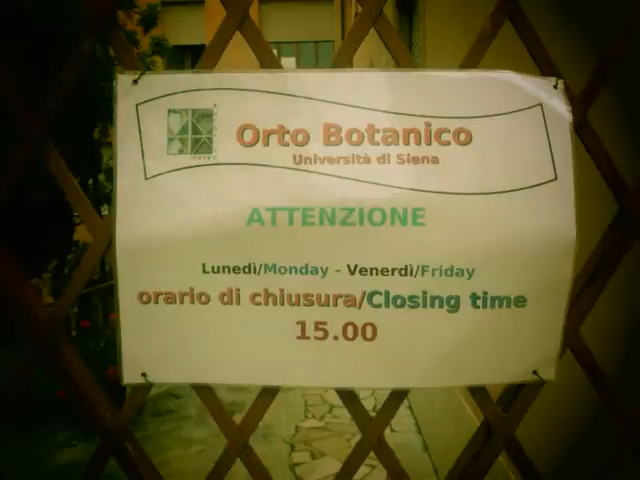 Orto Botanico
Università di Siena
ATTENZIONE
Lunedì/Monday - Venerdì/Friday
orario di chiusura/Closing time
15.00